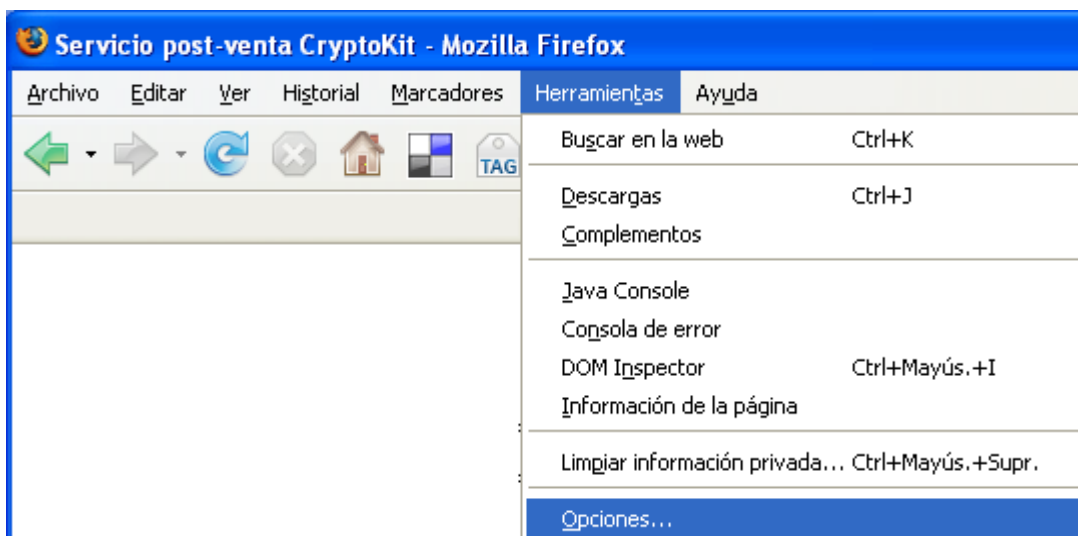 Servicio post-venta CryptoKit - Mozilla Firefox
Archivo Editar Ver Historial Marcadores Herramientas Ayuda
TAG
Buscar en la web Ctrl+K
Descargas Ctrl+J
Complementos
Java Console
Consola de error
DOM Inspector Ctrl+Mayús.+I
Información de la página
Limpiar información privada... Ctrl+Mayús.+Supr.
Opciones...